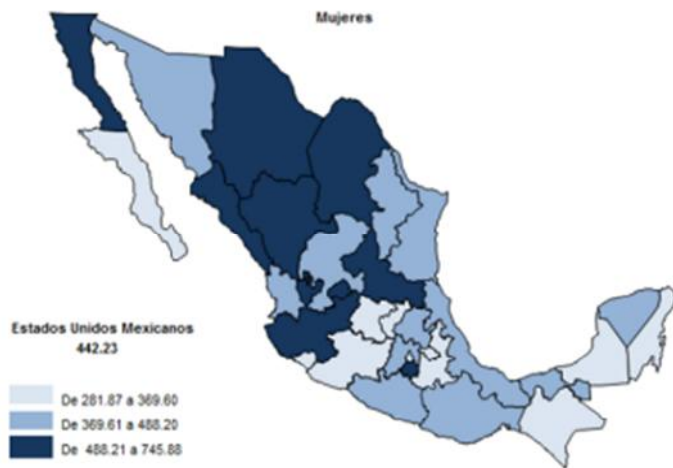 Mujeres
Estados Unidos Mexicanos
442.23
De 281.87 a 369.60
De 369.61 a 488.20
De 488.21 a 745.88